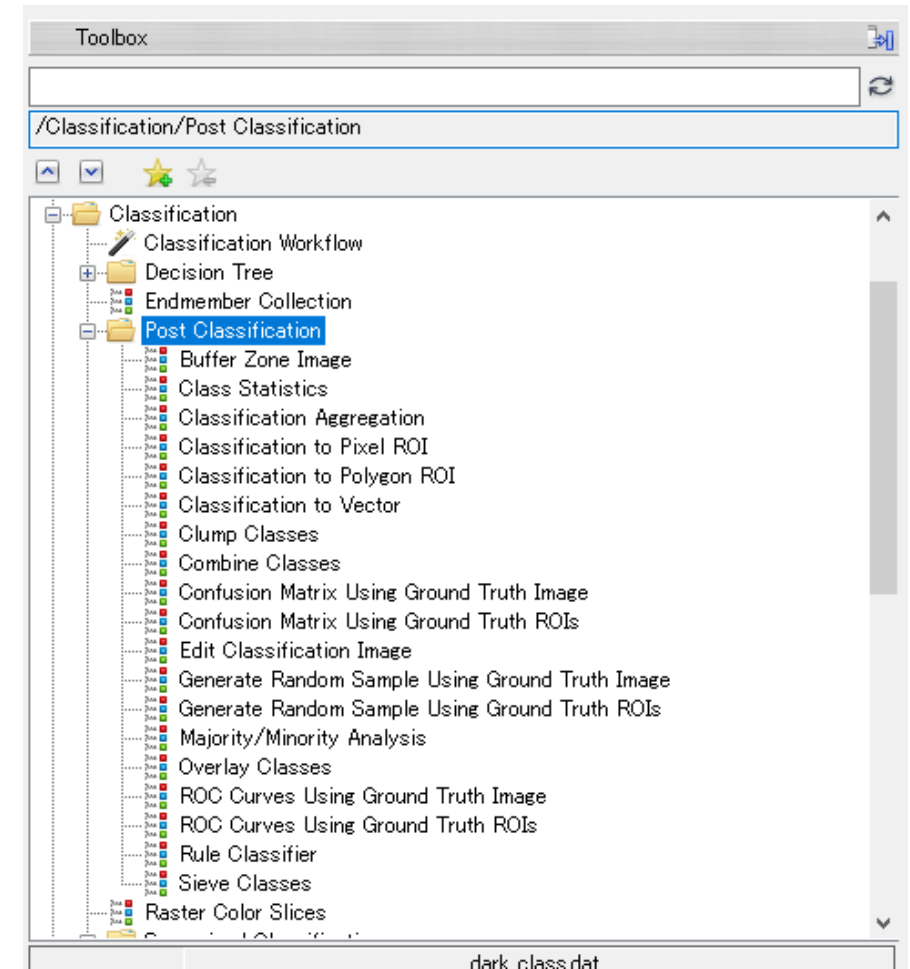 Toolbox
/Classification/Post Classification
Classification
Classification Workflow
Decision Tree
Endmember Collection
Post Classification
Buffer Zone Image
Class Statistics
Classification Aggregation
Classification to Pixel ROI
Classification to Polygon ROI
Classification to Vector
Clump Classes
Combine Classes
Confusion Matrix Using Ground Truth Image
Confusion Matrix Using Ground Truth ROIs
Edit Classification Image
Generate Random Sample Using Ground Truth Image
Generate Random Sample Using Ground Truth ROIs
Majority/Minority Analysis
Overlay Classes
ROC Curves Using Ground Truth Image
ROC Curves Using Ground Truth ROIs
Rule Classifier
Sieve Classes
Raster Color Slices
dark_class.dat